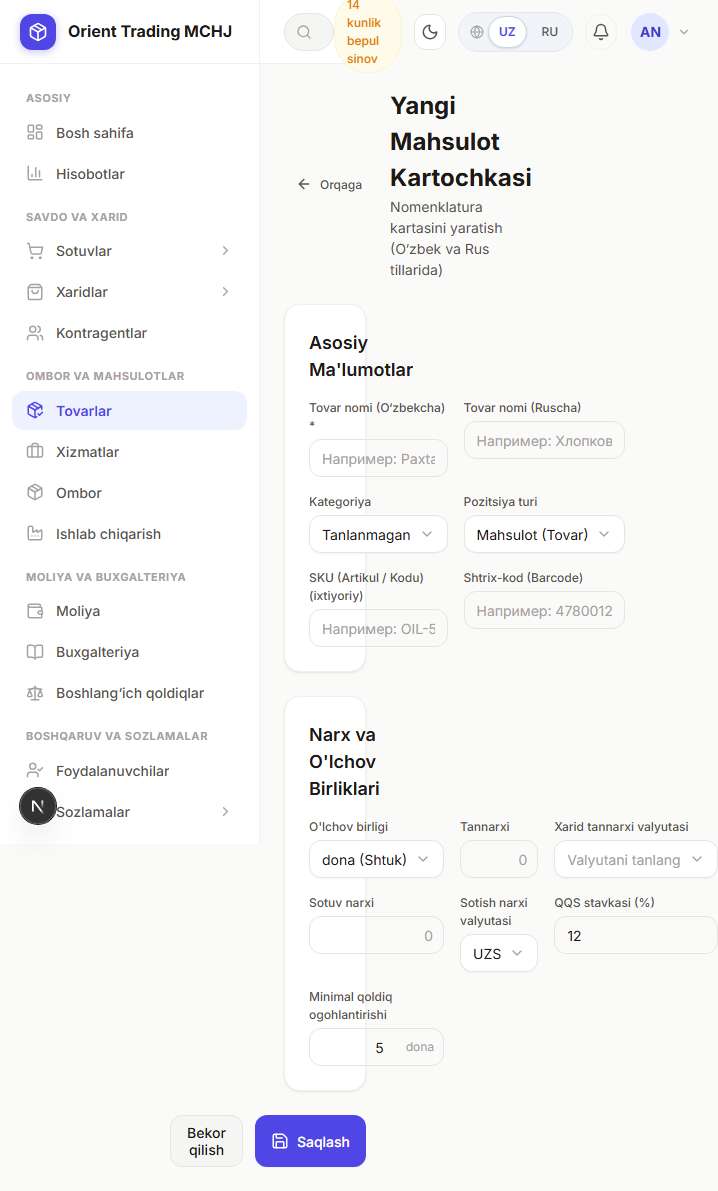 Orient Trading MCHJ
14
kunlik
bepul
sinov
UZ
RU
AN
ASOSIY
Bosh sahifa
Hisobotlar
SAVDO VA XARID
Sotuvlar
Xaridlar
Kontragentlar
OMBOR VA MAHSULOTLAR
Tovarlar
Xizmatlar
Ombor
Ishlab chiqarish
MOLIYA VA BUXGALTERIYA
Moliya
Buxgalteriya
Boshlang‘ich qoldiqlar
BOSHQARUV VA SOZLAMALAR
Foydalanuvchilar
N
Sozlamalar
Orqaga
Yangi
Mahsulot
Kartochkasi
Nomenklatura
kartasini yaratish
(O‘zbek va Rus
tillarida)
Asosiy
Ma'lumotlar
Tovar nomi (O‘zbekcha)
*
Например: Paxta
Tovar nomi (Ruscha)
Например: Хлопков
Kategoriya
Tanlanmagan
Pozitsiya turi
Mahsulot (Tovar)
SKU (Artikul / Kodu)
(ixtiyoriy)
Например: OIL-5
Shtrix-kod (Barcode)
Например: 4780012
Narx va
O'lchov
Birliklari
O'lchov birligi
dona (Shtuk)
Tannarxi
0
Xarid tannarxi valyutasi
Valyutani tanlang
Sotuv narxi
0
Sotish narxi
valyutasi
UZS
QQS stavkasi (%)
12
Minimal qoldiq
ogohlantirishi
5 dona
Bekor
qilish
Saqlash